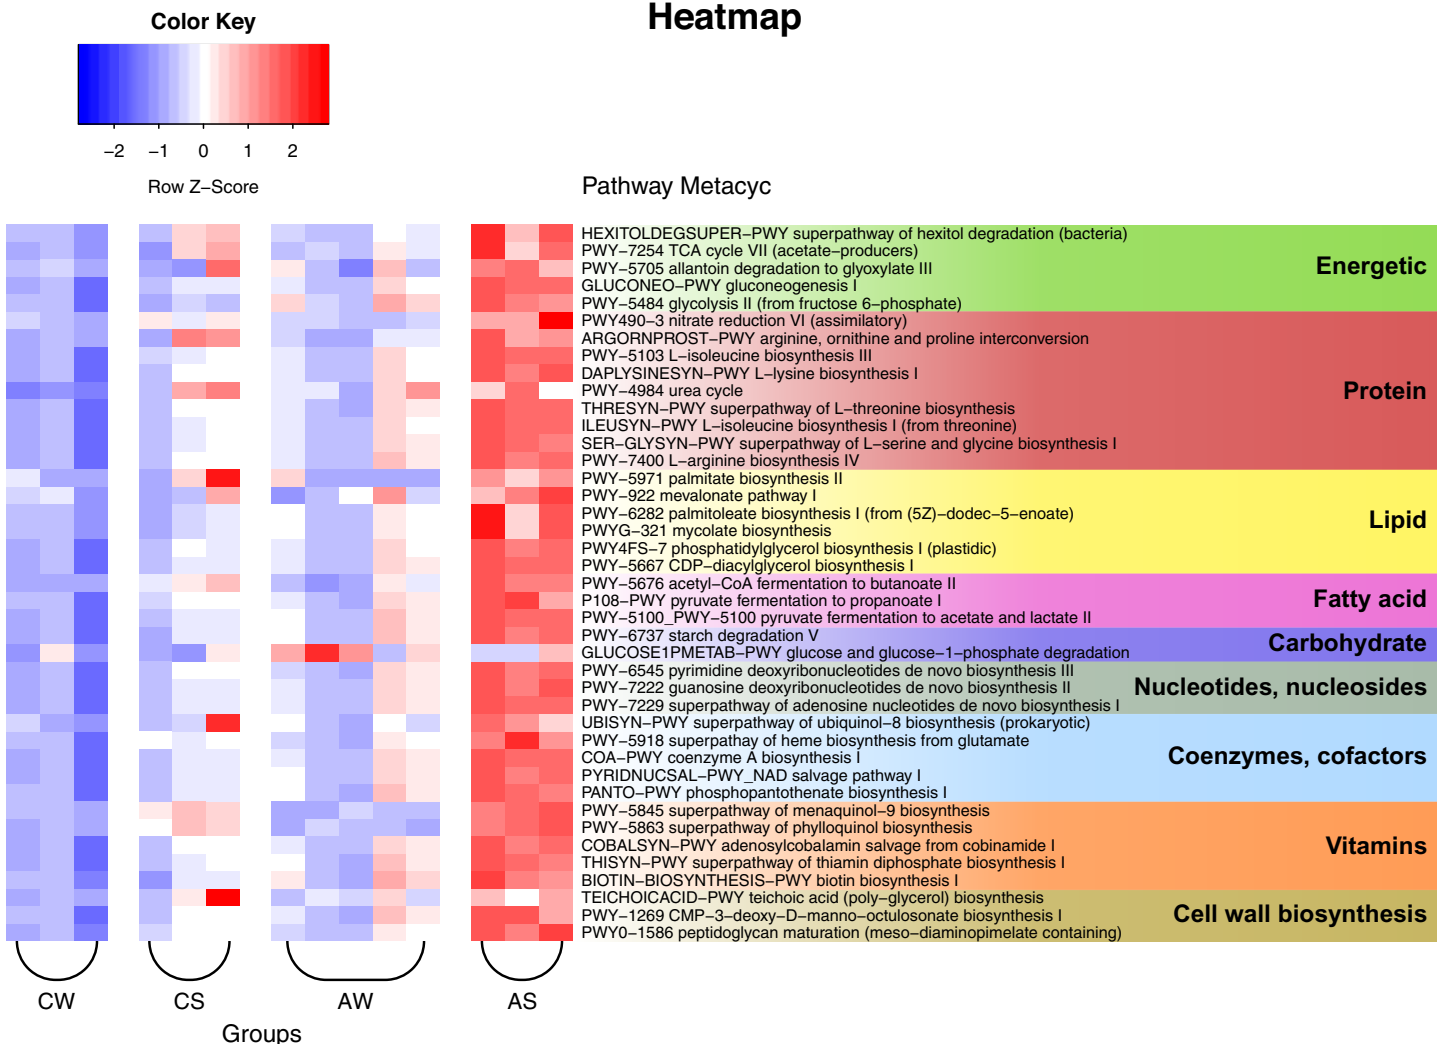 Heatmap
Color Key
−2 −1 0 1 2
Row Z−Score
Pathway Metacyc
HEXITOLDEGSUPER−PWY superpathway of hexitol degradation (bacteria)
PWY−7254 TCA cycle VII (acetate−producers)
PWY−5705 allantoin degradation to glyoxylate III
GLUCONEO−PWY gluconeogenesis I
PWY−5484 glycolysis II (from fructose 6−phosphate)
Energetic
PWY490−3 nitrate reduction VI (assimilatory)
ARGORNPROST−PWY arginine, ornithine and proline interconversion
PWY−5103 L−isoleucine biosynthesis III
DAPLYSINESYN−PWY L−lysine biosynthesis I
PWY−4984 urea cycle
THRESYN−PWY superpathway of L−threonine biosynthesis
ILEUSYN−PWY L−isoleucine biosynthesis I (from threonine)
SER−GLYSYN−PWY superpathway of L−serine and glycine biosynthesis I
PWY−7400 L−arginine biosynthesis IV
Protein
PWY−5971 palmitate biosynthesis II
PWY−922 mevalonate pathway I
PWY−6282 palmitoleate biosynthesis I (from (5Z)−dodec−5−enoate)
PWYG−321 mycolate biosynthesis
PWY4FS−7 phosphatidylglycerol biosynthesis I (plastidic)
PWY−5667 CDP−diacylglycerol biosynthesis I
Lipid
PWY−5676 acetyl−CoA fermentation to butanoate II
P108−PWY pyruvate fermentation to propanoate I
PWY−5100_PWY−5100 pyruvate fermentation to acetate and lactate II
Fatty acid
PWY−6737 starch degradation V
GLUCOSE1PMETAB−PWY glucose and glucose−1−phosphate degradation
Carbohydrate
PWY−6545 pyrimidine deoxyribonucleotides de novo biosynthesis III
PWY−7222 guanosine deoxyribonucleotides de novo biosynthesis II
PWY−7229 superpathway of adenosine nucleotides de novo biosynthesis I
Nucleotides, nucleosides
UBISYN−PWY superpathway of ubiquinol−8 biosynthesis (prokaryotic)
PWY−5918 superpathay of heme biosynthesis from glutamate
COA−PWY coenzyme A biosynthesis I
PYRIDNUCSAL−PWY_NAD salvage pathway I
PANTO−PWY phosphopantothenate biosynthesis I
Coenzymes, cofactors
PWY−5845 superpathway of menaquinol−9 biosynthesis
PWY−5863 superpathway of phylloquinol biosynthesis
COBALSYN−PWY adenosylcobalamin salvage from cobinamide I
THISYN−PWY superpathway of thiamin diphosphate biosynthesis I
BIOTIN−BIOSYNTHESIS−PWY biotin biosynthesis I
Vitamins
TEICHOICACID−PWY teichoic acid (poly−glycerol) biosynthesis
PWY−1269 CMP−3−deoxy−D−manno−octulosonate biosynthesis I
PWY0−1586 peptidoglycan maturation (meso−diaminopimelate containing)
Cell wall biosynthesis
CW CS AW AS
Groups